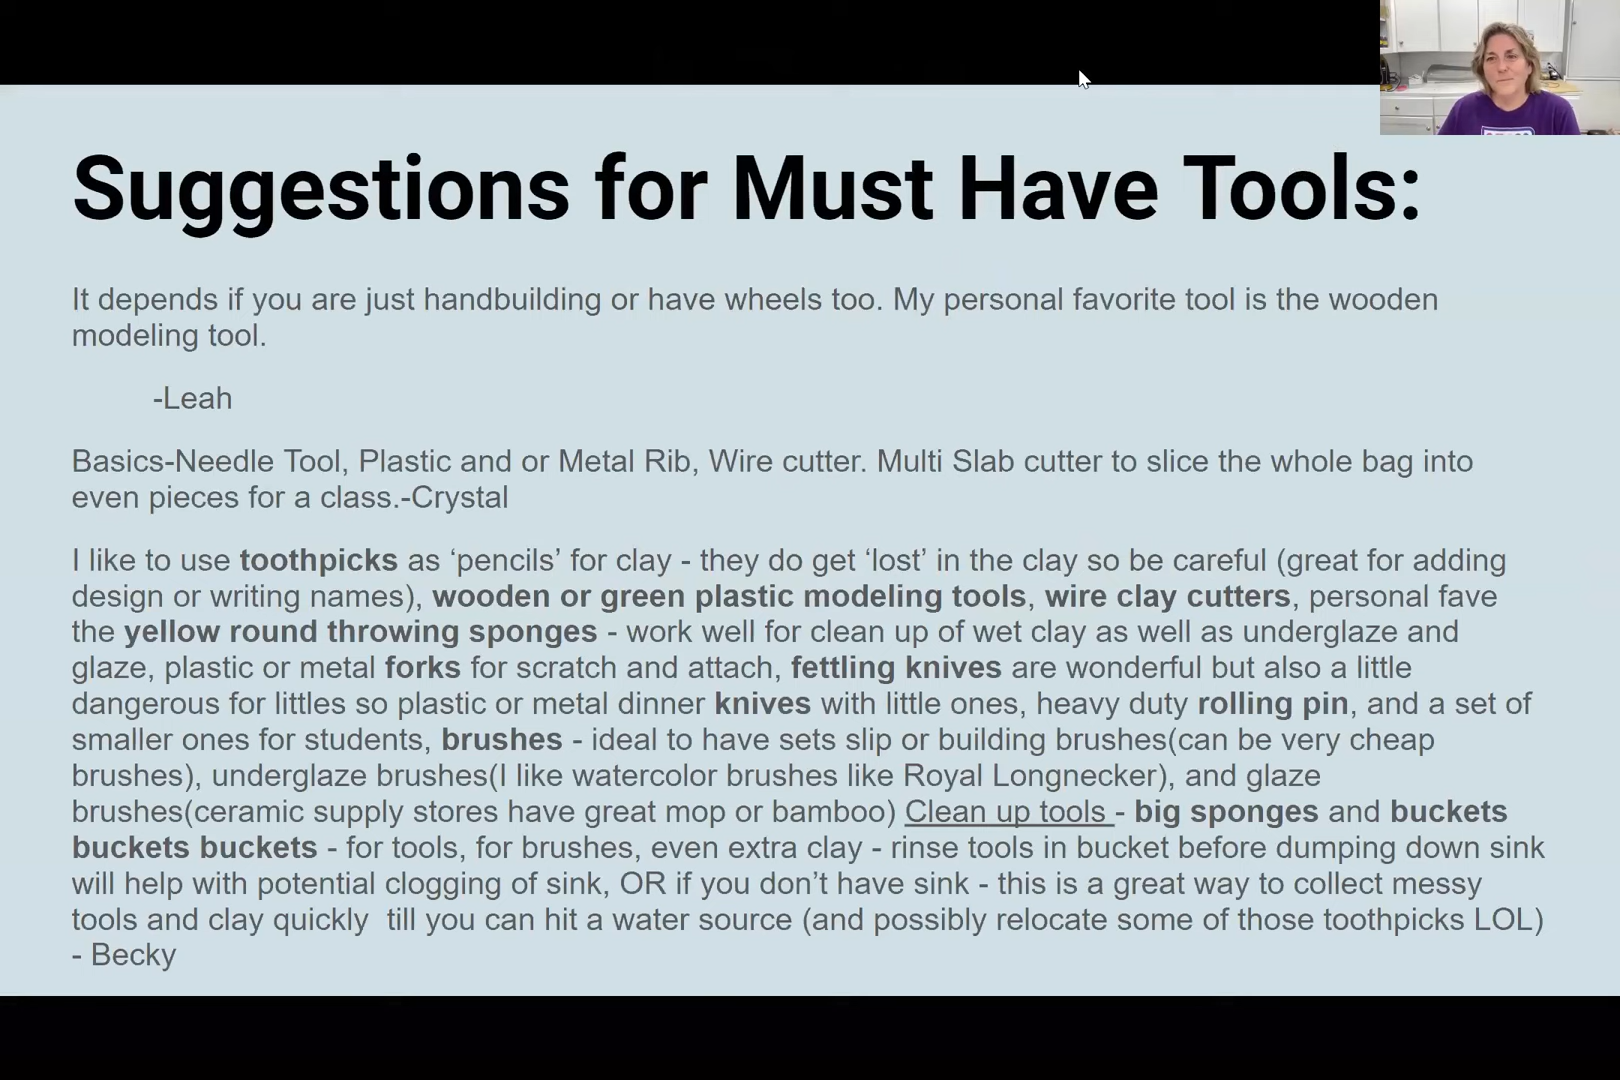 Suggestions for Must Have Tools:
It depends if you are just handbuilding or have wheels too. My personal favorite tool is the wooden
modeling tool.
-Leah
Basics-Needle Tool, Plastic and or Metal Rib, Wire cutter. Multi Slab cutter to slice the whole bag into
even pieces for a class.-Crystal
I like to use toothpicks as ‘pencils’ for clay - they do get ‘lost’ in the clay so be careful (great for adding
design or writing names), wooden or green plastic modeling tools, wire clay cutters, personal fave
the yellow round throwing sponges - work well for clean up of wet clay as well as underglaze and
glaze, plastic or metal forks for scratch and attach, fettling knives are wonderful but also a little
dangerous for littles so plastic or metal dinner knives with little ones, heavy duty rolling pin, and a set of
smaller ones for students, brushes - ideal to have sets slip or building brushes(can be very cheap
brushes), underglaze brushes(I like watercolor brushes like Royal Longnecker), and glaze
brushes(ceramic supply stores have great mop or bamboo) Clean up tools - big sponges and buckets
buckets buckets - for tools, for brushes, even extra clay - rinse tools in bucket before dumping down sink
will help with potential clogging of sink, OR if you don’t have sink - this is a great way to collect messy
tools and clay quickly  till you can hit a water source (and possibly relocate some of those toothpicks LOL)
- Becky